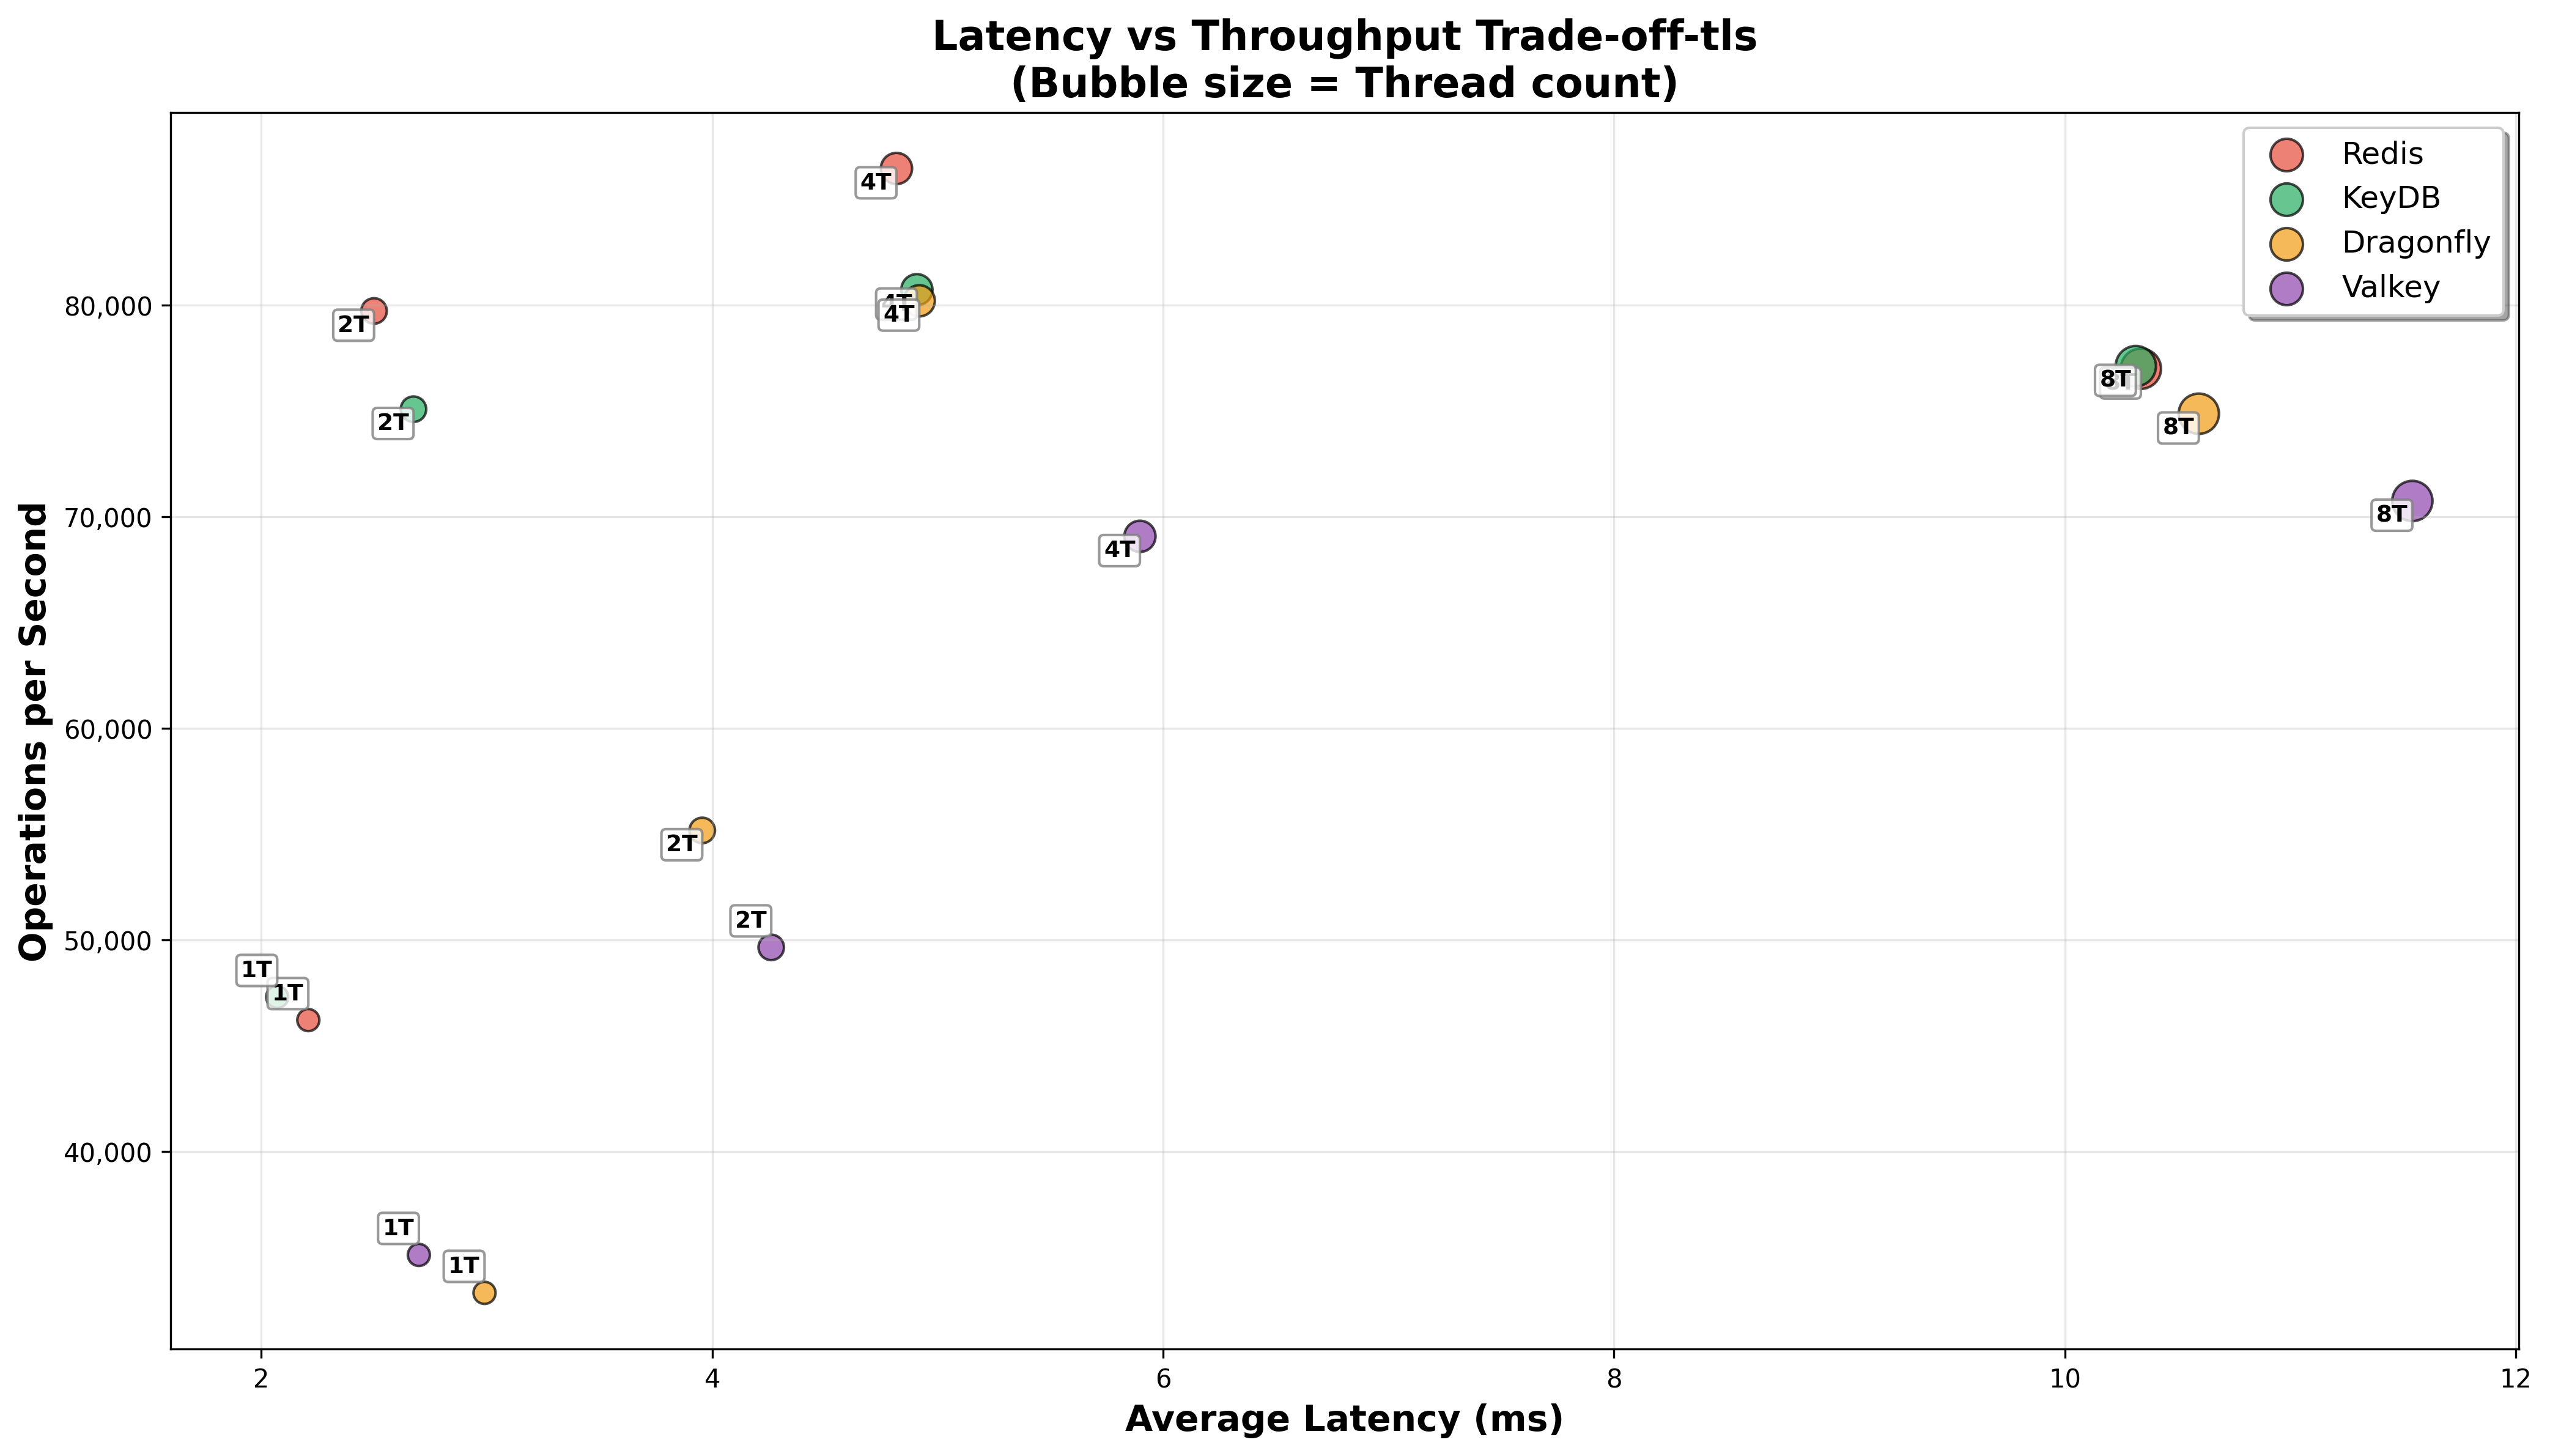 Latency vs Throughput Trade-off-tls
(Bubble size = Thread count)
Redis
KeyDB
Dragonfly
Valkey
Operations per Second
80,000
70,000
60,000
50,000
40,000
4T
2T
4T
4T
2T
8T
8T
8T
4T
2T
2T
1T
1T
1T
1T
2
4
6
8
10
12
Average Latency (ms)